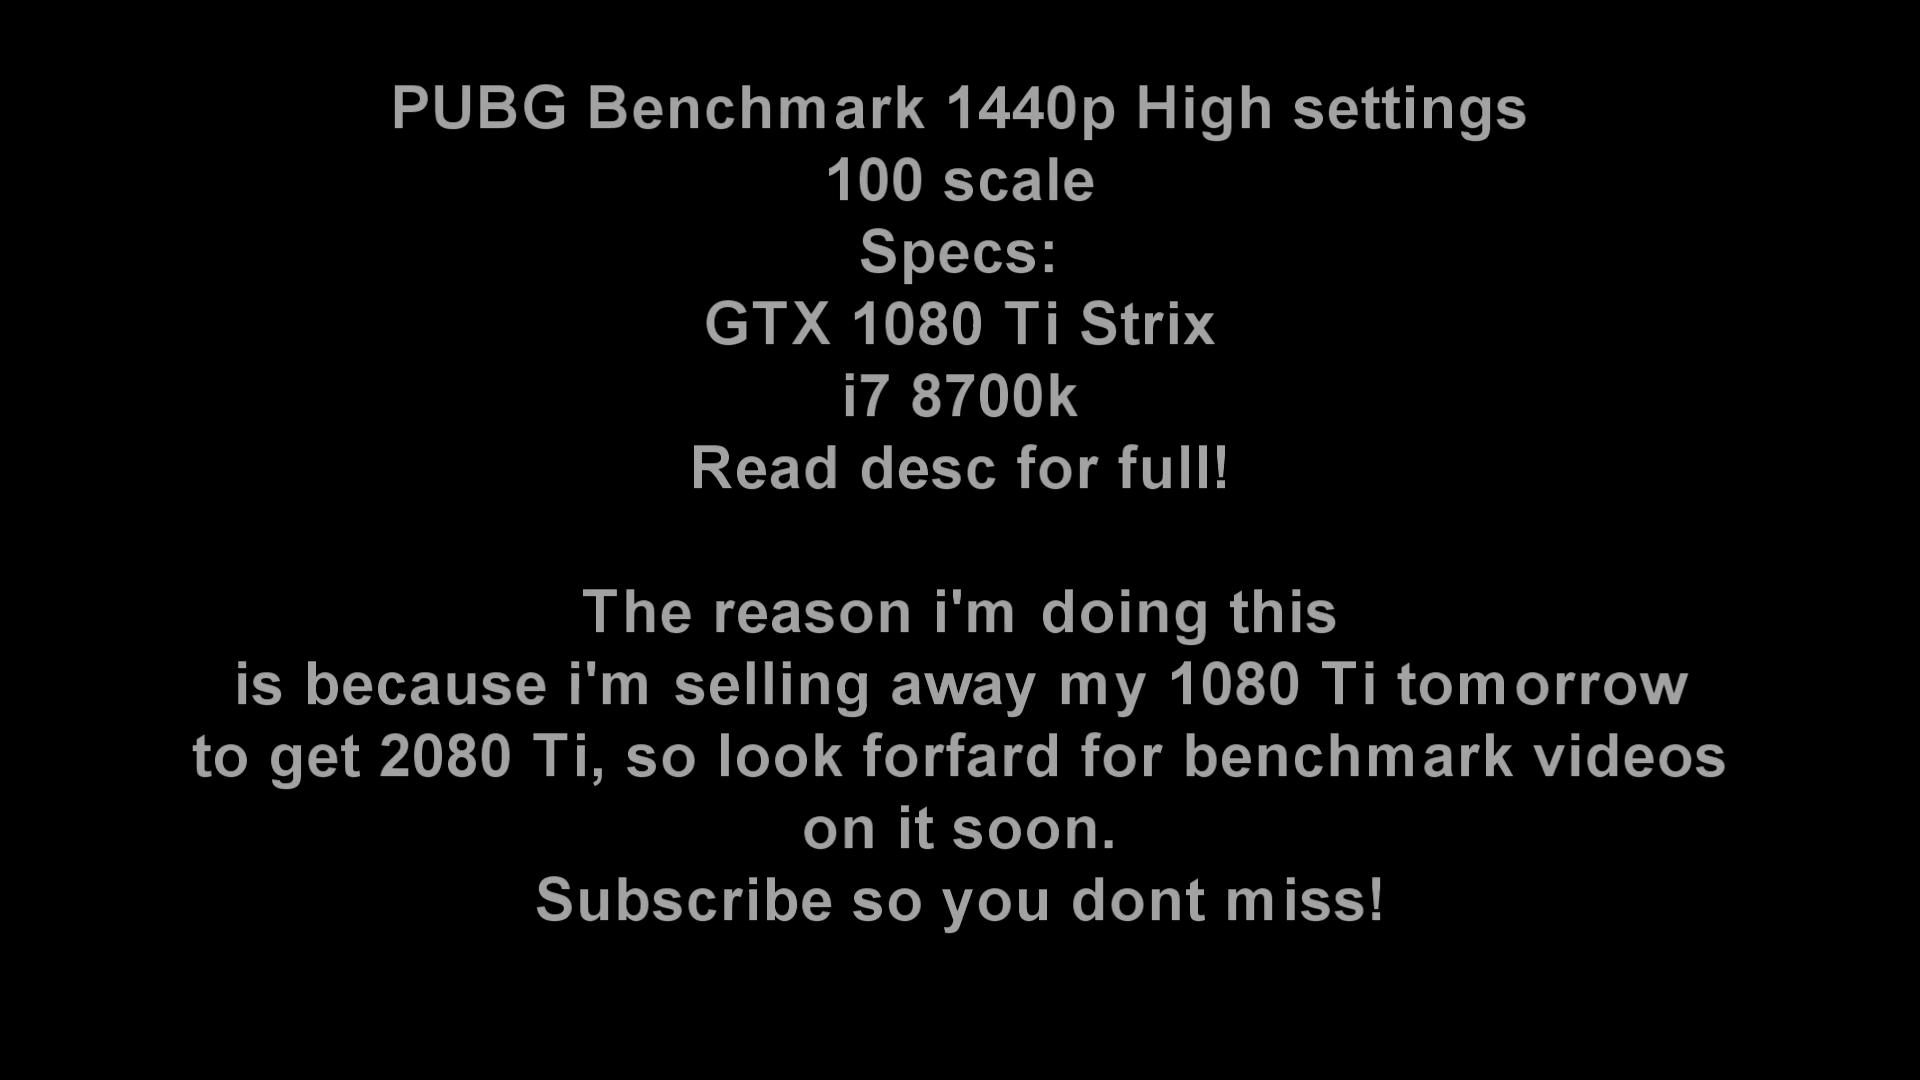 PUBG Benchmark 1440p High settings
100 scale
Specs:
GTX 1080 Ti Strix
i7 8700k
Read desc for full!
The reason i'm doing this
is because i'm selling away my 1080 Ti tomorrow
to get 2080 Ti, so look forfard for benchmark videos
on it soon.
Subscribe so you dont miss!